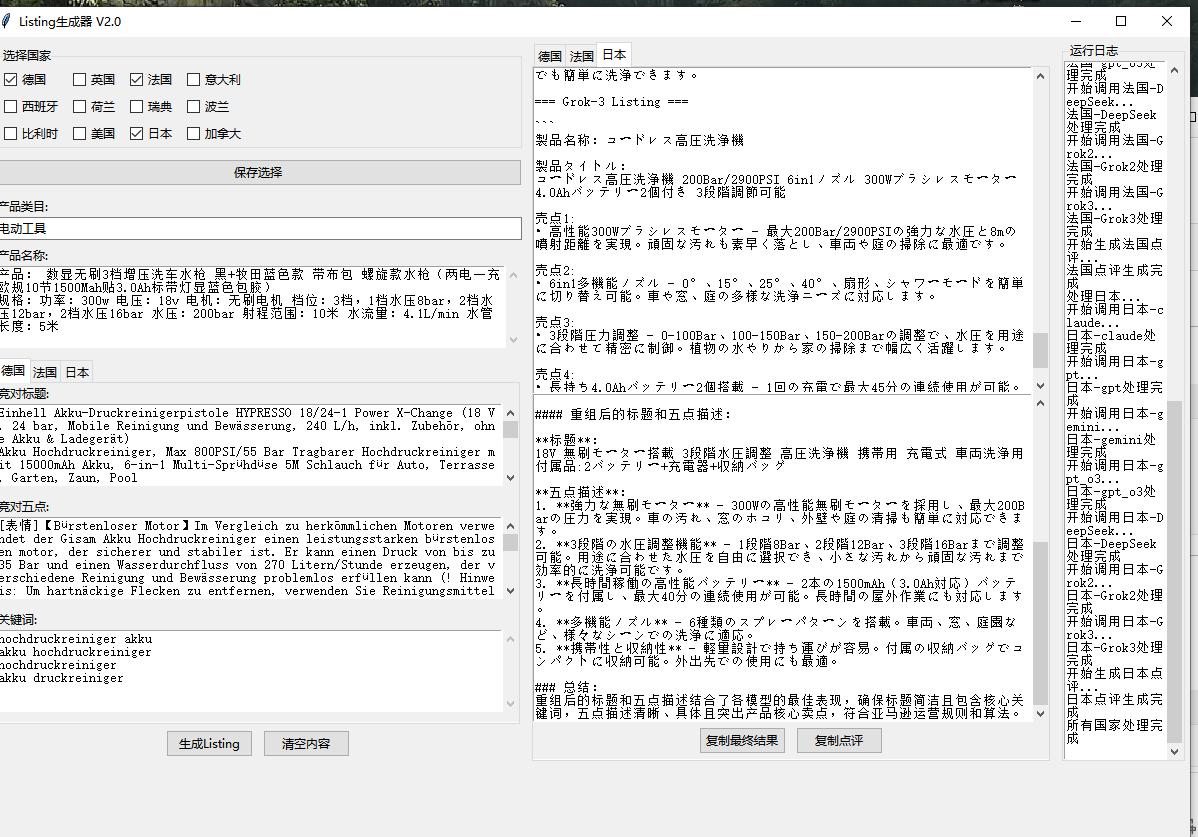 Listing生成器 V2.0
选择国家
德国 英国 法国 意大利
西班牙 荷兰 瑞典 波兰
比利时 美国 日本 加拿大
保存选择
产品类目:
电动工具
产品名称:
产品: 数显无刷3档增压洗车水枪 黑+牧田蓝色款 带布包 螺旋款水枪（两电一充
欧规10节1500Mah贴3.0Ah标带灯显蓝色包胶）
规格：功率：300w 电压：18v 电机：无刷电机 档位：3档，1档水压8bar，2档水
压12bar，2档水压16bar 水压：200bar 射程范围：10米 水流量：4.1L/min 水管
长度：5米
德国 法国 日本
竞对标题:
Einhell Akku-Druckreinigerpistole HYPRESSO 18/24-1 Power X-Change (18 V
, 24 bar, Mobile Reinigung und Bewässerung, 240 L/h, inkl. Zubehör, ohn
e Akku & Ladegerät)
Akku Hochdruckreiniger, Max 800PSI/55 Bar Tragbarer Hochdruckreiniger m
it 15000mAh Akku, 6-in-1 Multi-Sprühdüse 5M Schlauch für Auto, Terrasse
, Garten, Zaun, Pool
竞对五点:
[表情]【Bürstenloser Motor】Im Vergleich zu herkömmlichen Motoren verwe
ndet der Gisam Akku Hochdruckreiniger einen leistungsstarken bürstenlos
en motor, der sicherer und stabiler ist. Er kann einen Druck von bis zu
35 Bar und einen Wasserdurchfluss von 270 Litern/Stunde erzeugen, der v
erschiedene Reinigung und Bewässerung problemlos erfüllen kann (! Hinwe
is: Um hartnäckige Flecken zu entfernen, verwenden Sie Reinigungsmittel
关键词:
hochdruckreiniger akku
akku hochdruckreiniger
hochdruckreiniger
akku druckreiniger
生成Listing 清空内容
德国 法国 日本
でも簡単に洗浄できます。
=== Grok-3 Listing ===
```
製品名称: コードレス高圧洗浄機
製品タイトル:
コードレス高圧洗浄機 200Bar/2900PSI 6in1ノズル 300Wブラシレスモーター
4.0Ahバッテリー2個付き 3段階調節可能
売点1:
• 高性能300Wブラシレスモーター - 最大200Bar/2900PSIの強力な水圧と8mの
噴射距離を実現。頑固な汚れも素早く落とし、車両や庭の掃除に最適です。
売点2:
• 6in1多機能ノズル - 0°、15°、25°、40°、扇形、シャワーモードを簡単
に切り替え可能。車や窓、庭の多様な洗浄ニーズに対応します。
売点3:
• 3段階圧力調整 - 0-100Bar、100-150Bar、150-200Barの調整で、水圧を用途
に合わせて精密に制御。植物の水やりから家の掃除まで幅広く活躍します。
売点4:
• 長持ち4.0Ahバッテリー2個搭載 - 1回の充電で最大45分の連続使用が可能。
#### 重组后的标题和五点描述:
**标题**:
18V 無刷モーター搭載 3段階水圧調整 高圧洗浄機 携帯用 充電式 車両洗浄用
付属品:2バッテリー+充電器+収納バッグ
**五点描述**:
1. **強力な無刷モーター** - 300Wの高性能無刷モーターを採用し、最大200B
arの圧力を実現。車の汚れ、窓のホコリ、外壁や庭の清掃も簡単に対応できま
す。
2. **3段階の水圧調整機能** - 1段階8Bar、2段階12Bar、3段階16Barまで調整
可能。用途に合わせた水圧を自由に選択でき、小さな汚れから頑固な汚れまで
効率的に洗浄可能です。
3. **長時間稼働の高性能バッテリー** - 2本の1500mAh（3.0Ah対応）バッテ
リーを付属し、最大40分の連続使用が可能。長時間の屋外作業にも対応します
。
4. **多機能ノズル** - 6種類のスプレーパターンを搭載。車両、窓、庭園な
ど、様々なシーンでの洗浄に適応。
5. **携帯性と収納性** - 軽量設計で持ち運びが容易。付属の収納バッグでコ
ンパクトに収納可能。外出先での使用にも最適。
### 总结:
重组后的标题和五点描述结合了各模型的最佳表现，确保标题简洁且包含核心关
键词，五点描述清晰、具体且突出产品核心卖点，符合亚马逊运营规则和算法。
复制最终结果 复制点评
运行日志
法国-gpt_o3处
理完成
开始调用法国-D
eepSeek...
法国-DeepSeek
处理完成
开始调用法国-G
rok2...
法国-Grok2处理
完成
开始调用法国-G
rok3...
法国-Grok3处理
完成
开始生成法国点
评...
法国点评生成完
成
处理日本...
开始调用日本-c
laude...
日本-claude处
理完成
开始调用日本-g
pt...
日本-gpt处理完
成
开始调用日本-g
emini...
日本-gemini处
理完成
开始调用日本-g
pt_o3...
日本-gpt_o3处
理完成
开始调用日本-D
eepSeek...
日本-DeepSeek
处理完成
开始调用日本-G
rok2...
日本-Grok2处理
完成
开始调用日本-G
rok3...
日本-Grok3处理
完成
开始生成日本点
评...
日本点评生成完
成
所有国家处理完
成